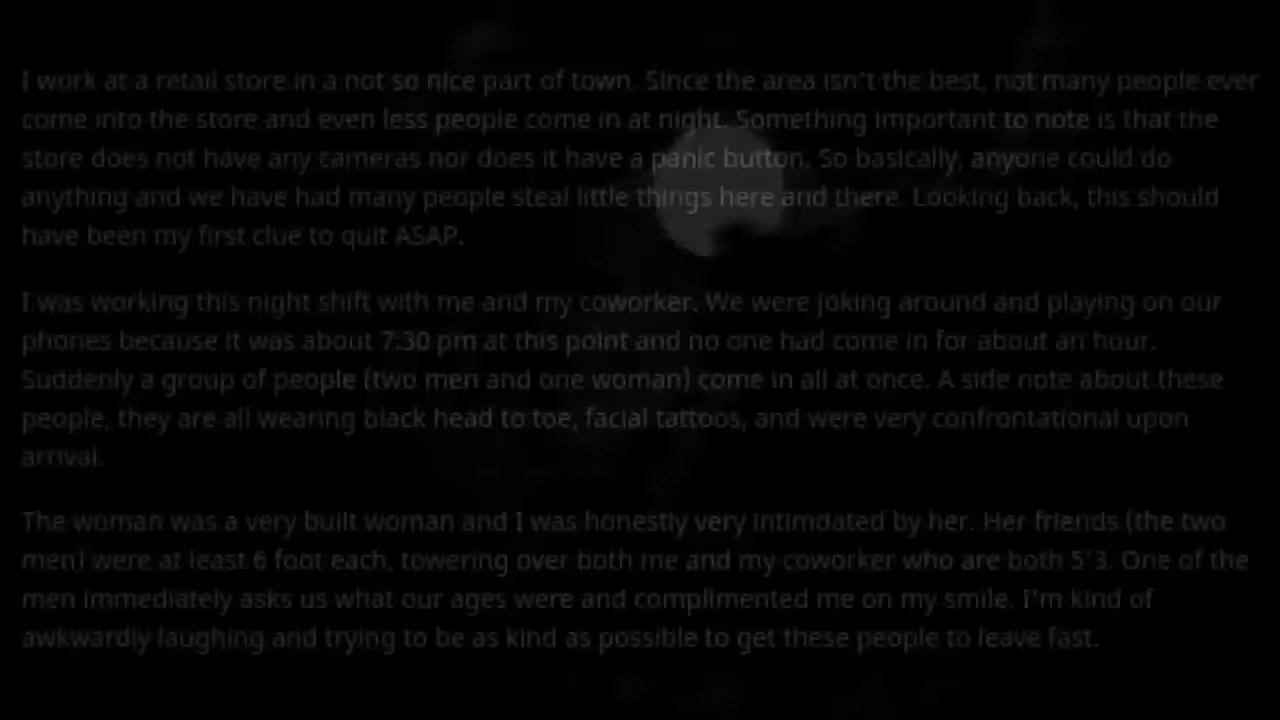 I work at a retail store in a not so nice part of town. Since the area isn't the best, not many people ever
come into the store and even less people come in at night. Something important to note is that the
store does not have any cameras nor does it have a panic button. So basically, anyone could do
anything and we have had many people steal little things here and there. Looking back, this should
have been my first clue to quit ASAP.
I was working this night shift with me and my coworker. We were joking around and playing on our
phones because it was about 7:30 pm at this point and no one had come in for about an hour.
Suddenly a group of people (two men and one woman) come in all at once. A side note about these
people, they are all wearing black head to toe, facial tattoos, and were very confrontational upon
arrival.
The woman was a very built woman and I was honestly very intimdated by her. Her friends (the two
men) were at least 6 foot each, towering over both me and my coworker who are both 5'3. One of the
men immediately asks us what our ages were and complimented me on my smile. I'm kind of
awkwardly laughing and trying to be as kind as possible to get these people to leave fast.